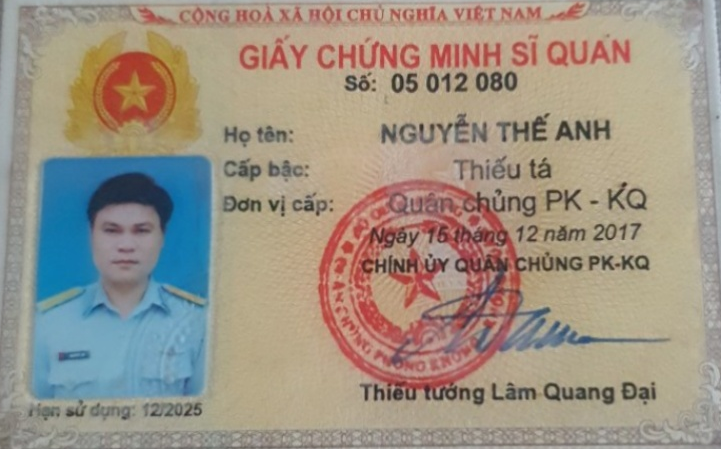 CỘNG HOÀ XÃ HỘI CHỦ NGHĨA VIỆT NAM
GIẤY CHỨNG MINH SĨ QUAN
Số: 05 012 080
Họ tên: NGUYỄN THẾ ANH
Cấp bậc: Thiếu tá
Đơn vị cấp: Quân chủng PK - KQ
Ngày 15 tháng 12 năm 2017
CHÍNH ỦY QUÂN CHỦNG PK-KQ
Thiếu tướng Lâm Quang Đại
Hạn sử dụng: 12/2025